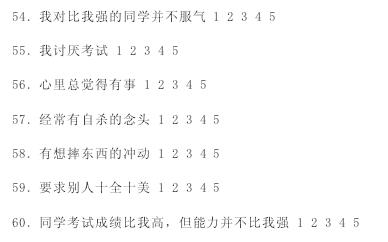 54. 我对比我强的同学并不服气 1 2 3 4 5
55. 我讨厌考试 1 2 3 4 5
56. 心里总觉得有事 1 2 3 4 5
57. 经常有自杀的念头 1 2 3 4 5
58. 有想摔东西的冲动 1 2 3 4 5
59. 要求别人十全十美 1 2 3 4 5
60. 同学考试成绩比我高，但能力并不比我强 1 2 3 4 5